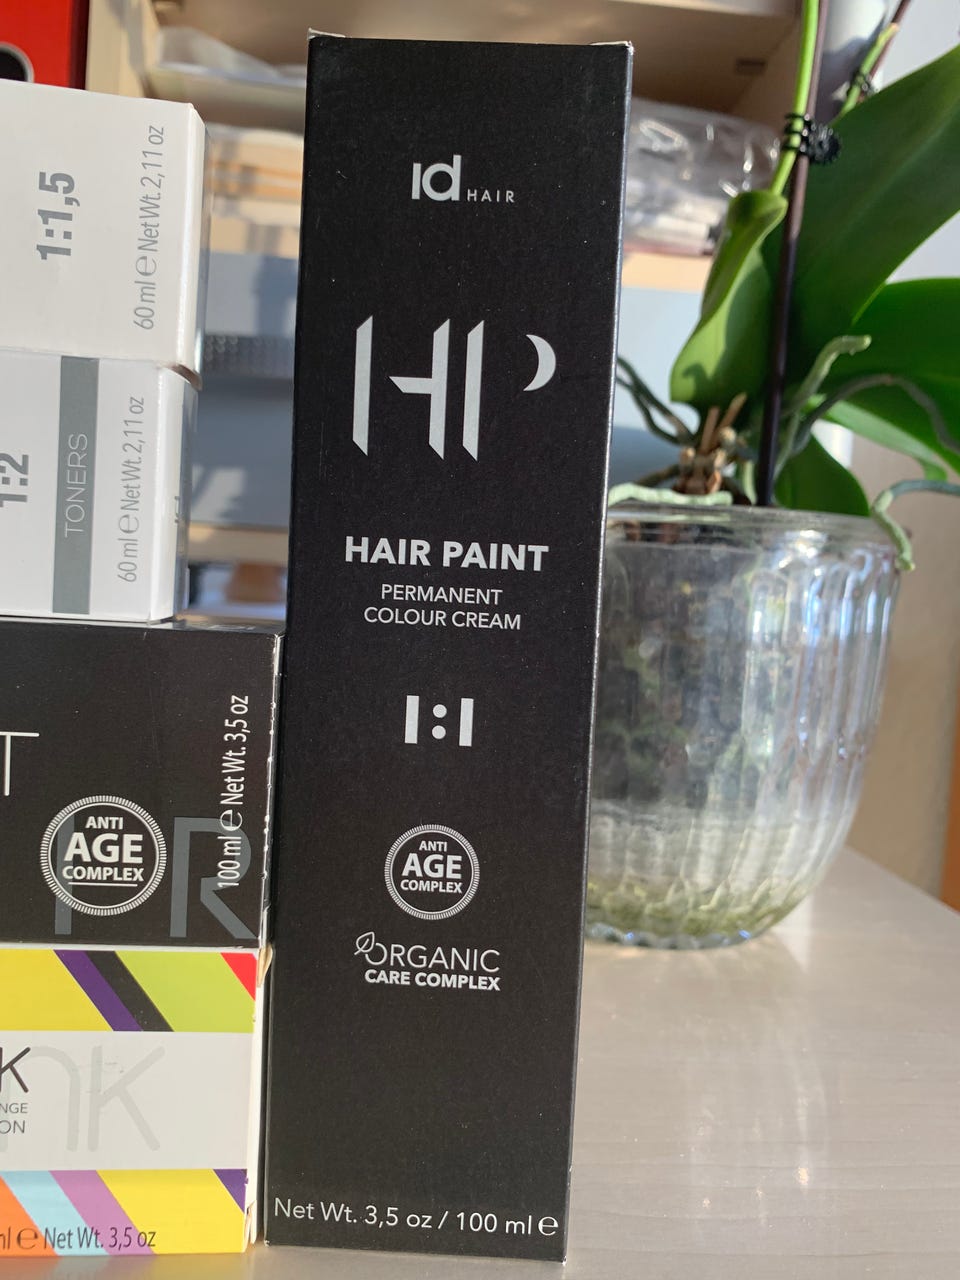 1:1,5
60 ml ℮ Net Wt. 2,11 oz
1:2
TONERS
60 ml ℮ Net Wt. 2,11 oz
T
ANTI
AGE
COMPLEX
100 ml ℮ Net Wt. 3,5 oz
K
NGE
ON
nK
℮ Net Wt. 3,5 oz
id HAIR
HP
HAIR PAINT
PERMANENT
COLOUR CREAM
1:1
ANTI
AGE
COMPLEX
ORGANIC
CARE COMPLEX
Net Wt. 3,5 oz / 100 ml ℮